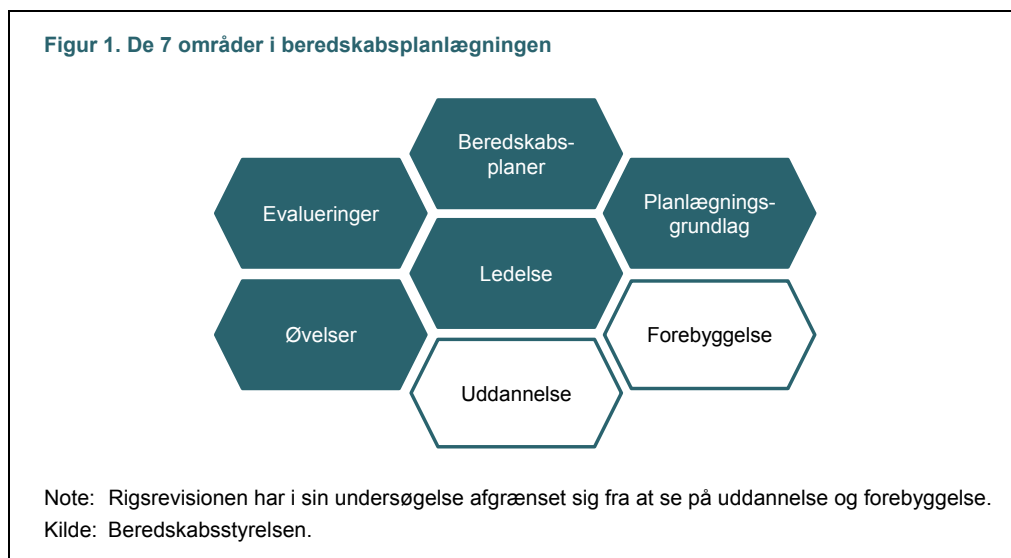 Figur 1. De 7 områder i beredskabsplanlægningen
Beredskabs-
planer
Evalueringer
Planlægnings-
grundlag
Ledelse
Øvelser
Forebyggelse
Uddannelse
Note: Rigsrevisionen har i sin undersøgelse afgrænset sig fra at se på uddannelse og forebyggelse.
Kilde: Beredskabsstyrelsen.